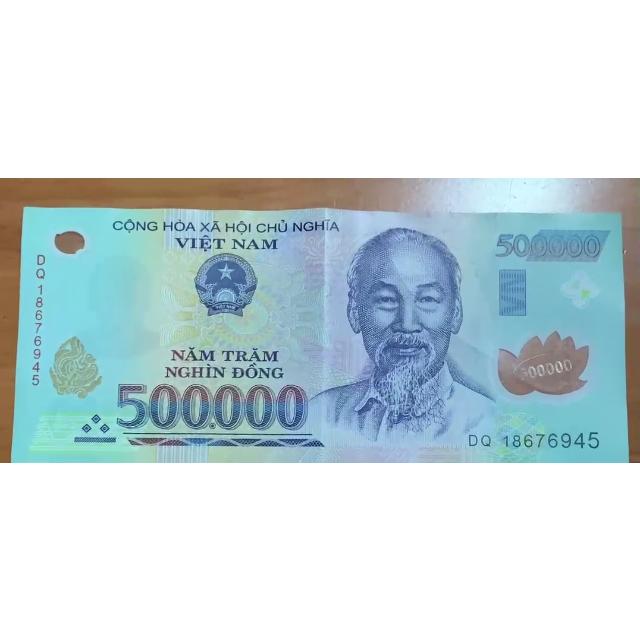 CỘNG HÒA XÃ HỘI CHỦ NGHĨA
VIỆT NAM
500000
DQ 18676945
NĂM TRĂM
NGHÌN ĐỒNG
500.000
500000
DQ 18676945